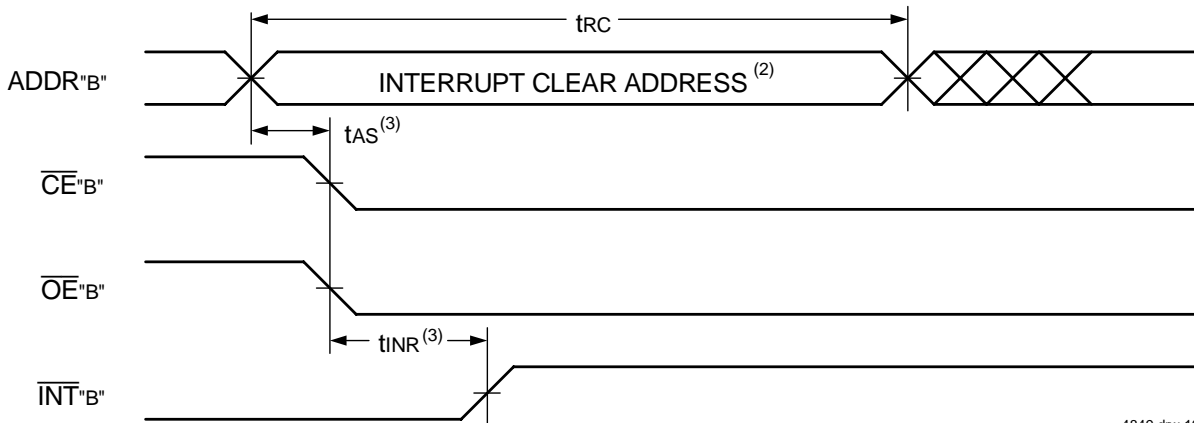 tRC
ADDR"B"
INTERRUPT CLEAR ADDRESS (2)
tAS(3)
CE"B"
OE"B"
tINR(3)
INT"B"